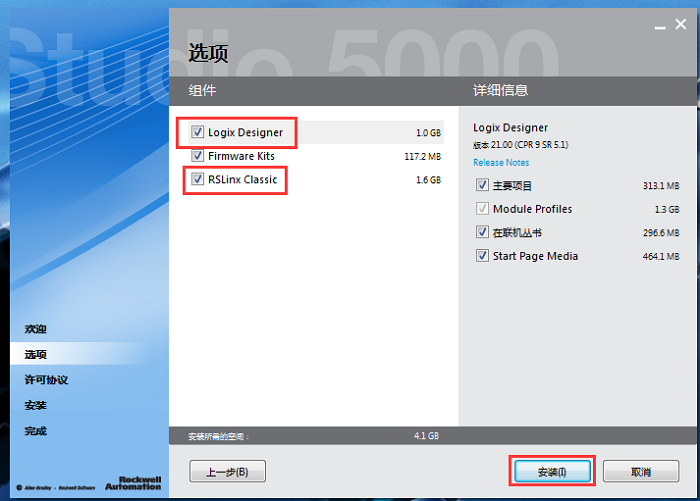 Studio 5000
选项
组件
详细信息
Logix Designer 1.0 GB
Firmware Kits 117.2 MB
RSLinx Classic 1.6 GB
Logix Designer
版本 21.00 (CPR 9 SR 5.1)
Release Notes
主要项目 313.1 MB
Module Profiles 1.3 GB
在联机丛书 296.6 MB
Start Page Media 464.1 MB
欢迎
选项
许可协议
安装
完成
安装所需的空间： 4.1 GB
Allen-Bradley • Rockwell Software
Rockwell
Automation
上一步(B)
安装(I)
取消